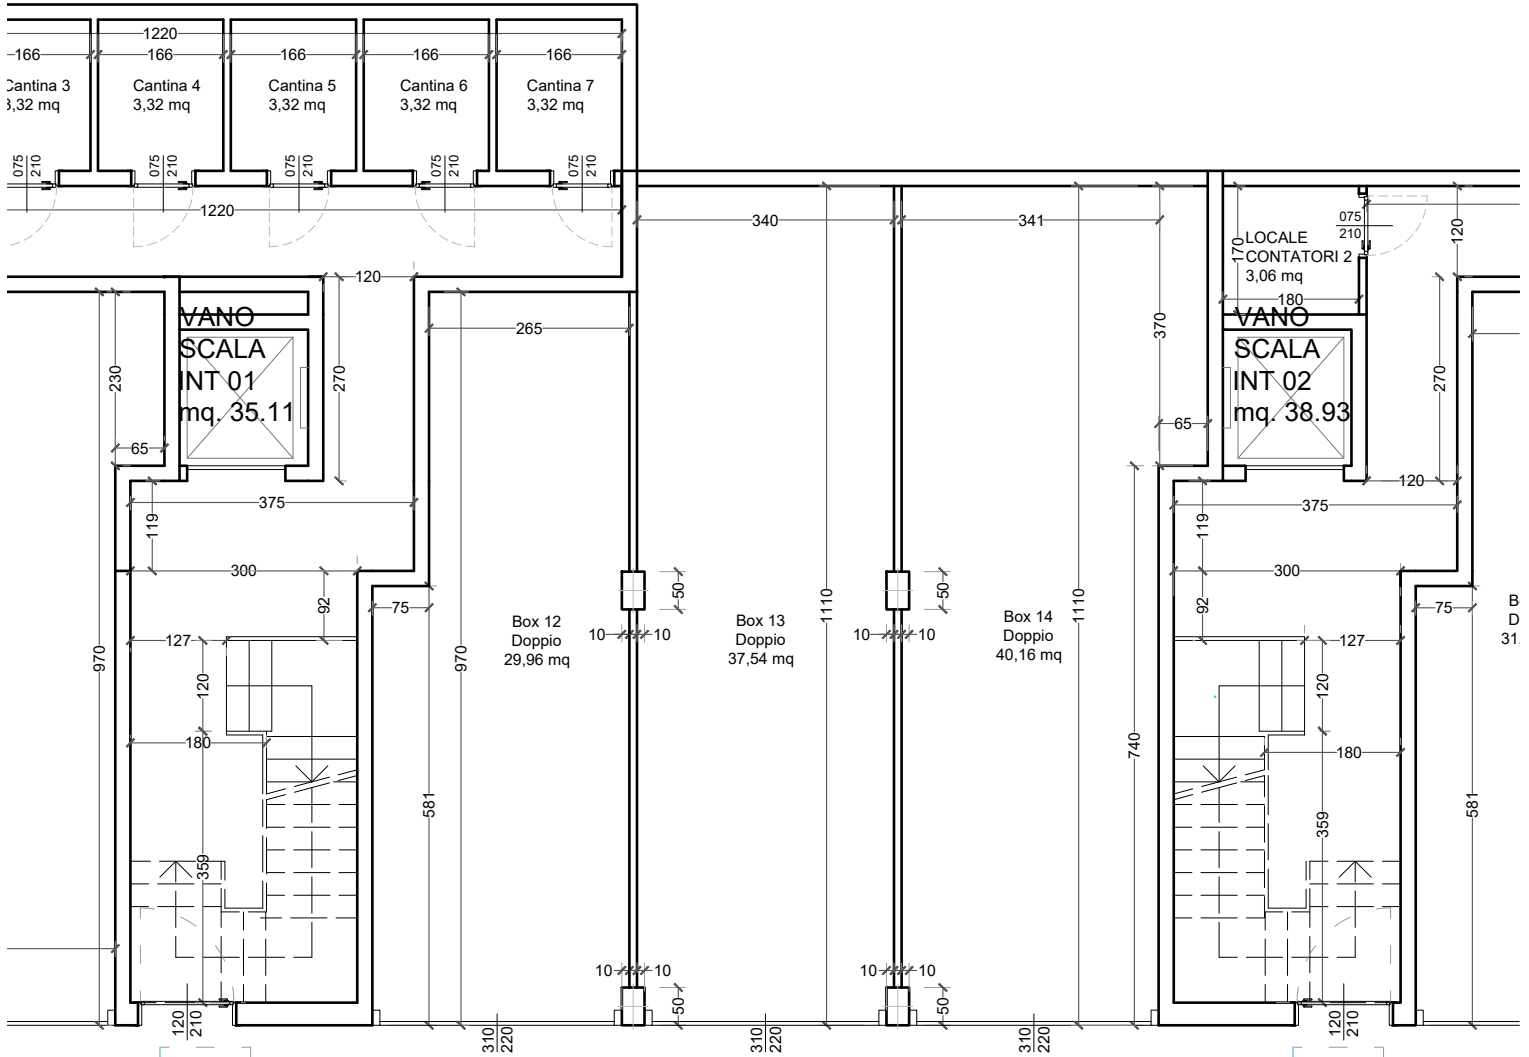 1220
166
166
166
166
166
Cantina 3
3,32 mq
Cantina 4
3,32 mq
Cantina 5
3,32 mq
Cantina 6
3,32 mq
Cantina 7
3,32 mq
075
210
075
210
075
210
075
210
075
210
1220
340
341
170
LOCALE
CONTATORI 2
3,06 mq
075
210
120
180
120
265
370
VANO
SCALA
INT 01
mq. 35.11
VANO
SCALA
INT 02
mq. 38.93
230
270
270
65
65
375
119
120
375
119
300
92
75
300
92
75
50
50
1110
1110
Box 12
Doppio
29,96 mq
10
10
Box 13
Doppio
37,54 mq
10
10
Box 14
Doppio
40,16 mq
127
127
970
970
120
120
180
180
740
581
581
359
359
10
10
10
10
50
50
120
210
310
220
310
220
310
220
120
210